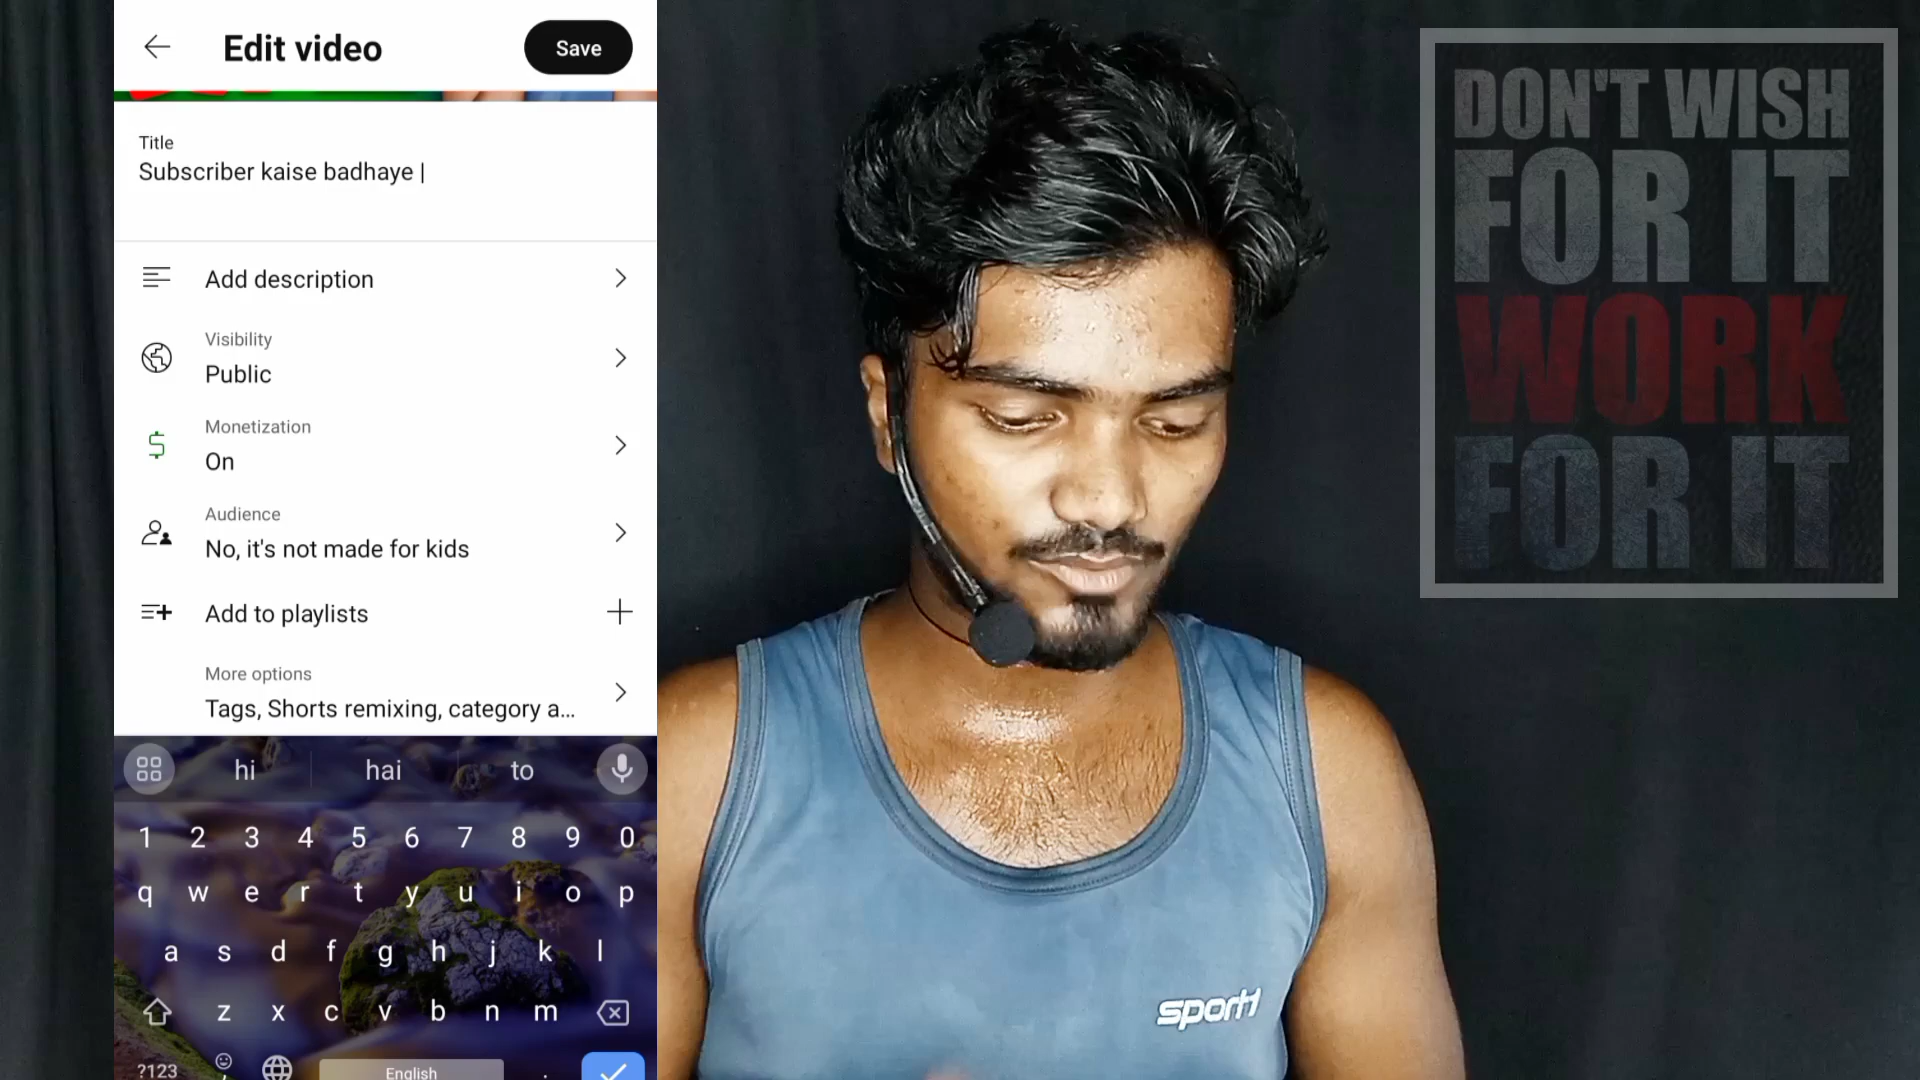 Edit video
Save
Title
Subscriber kaise badhaye |
Add description
Visibility
Public
Monetization
On
Audience
No, it's not made for kids
Add to playlists
More options
Tags, Shorts remixing, category a...
hi hai to
1 2 3 4 5 6 7 8 9 0
q w e r t y u i o p
a s d f g h j k l
z x c v b n m
?123 , English .
DON'T WISH
FOR IT
WORK
FOR IT
sport1